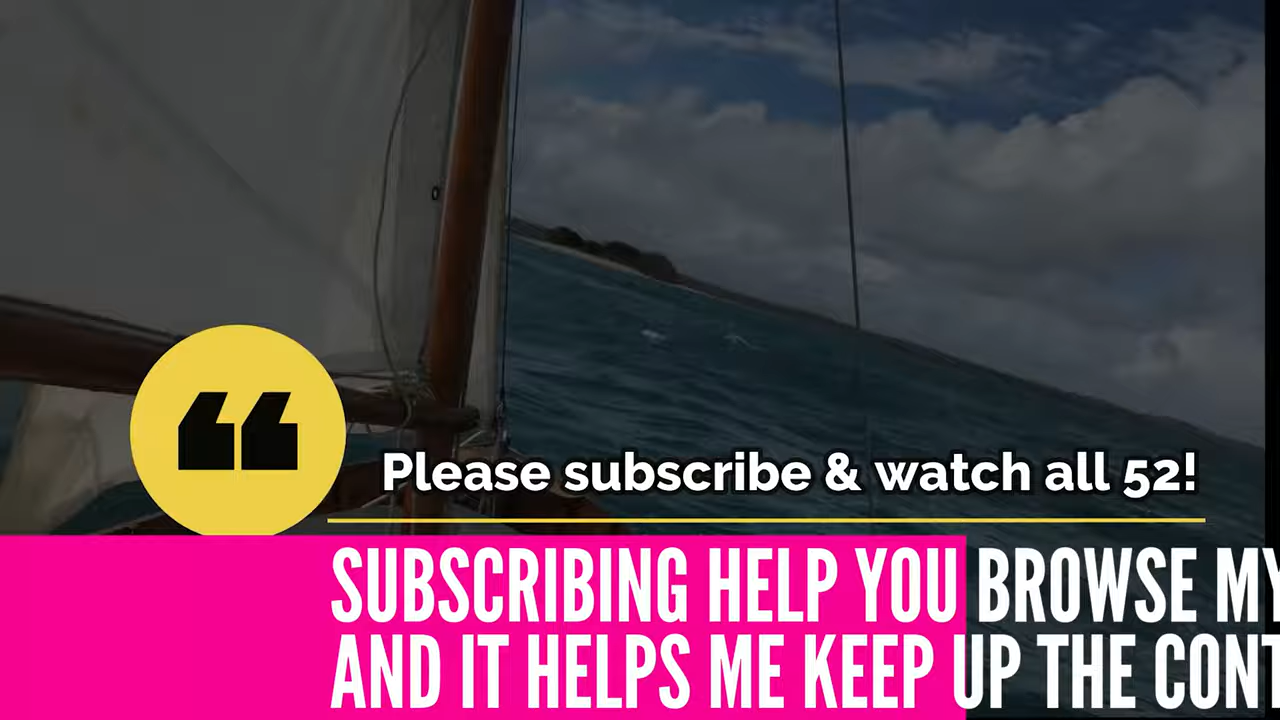 Please subscribe & watch all 52!
SUBSCRIBING HELP YOU BROWSE MY
AND IT HELPS ME KEEP UP THE CONT